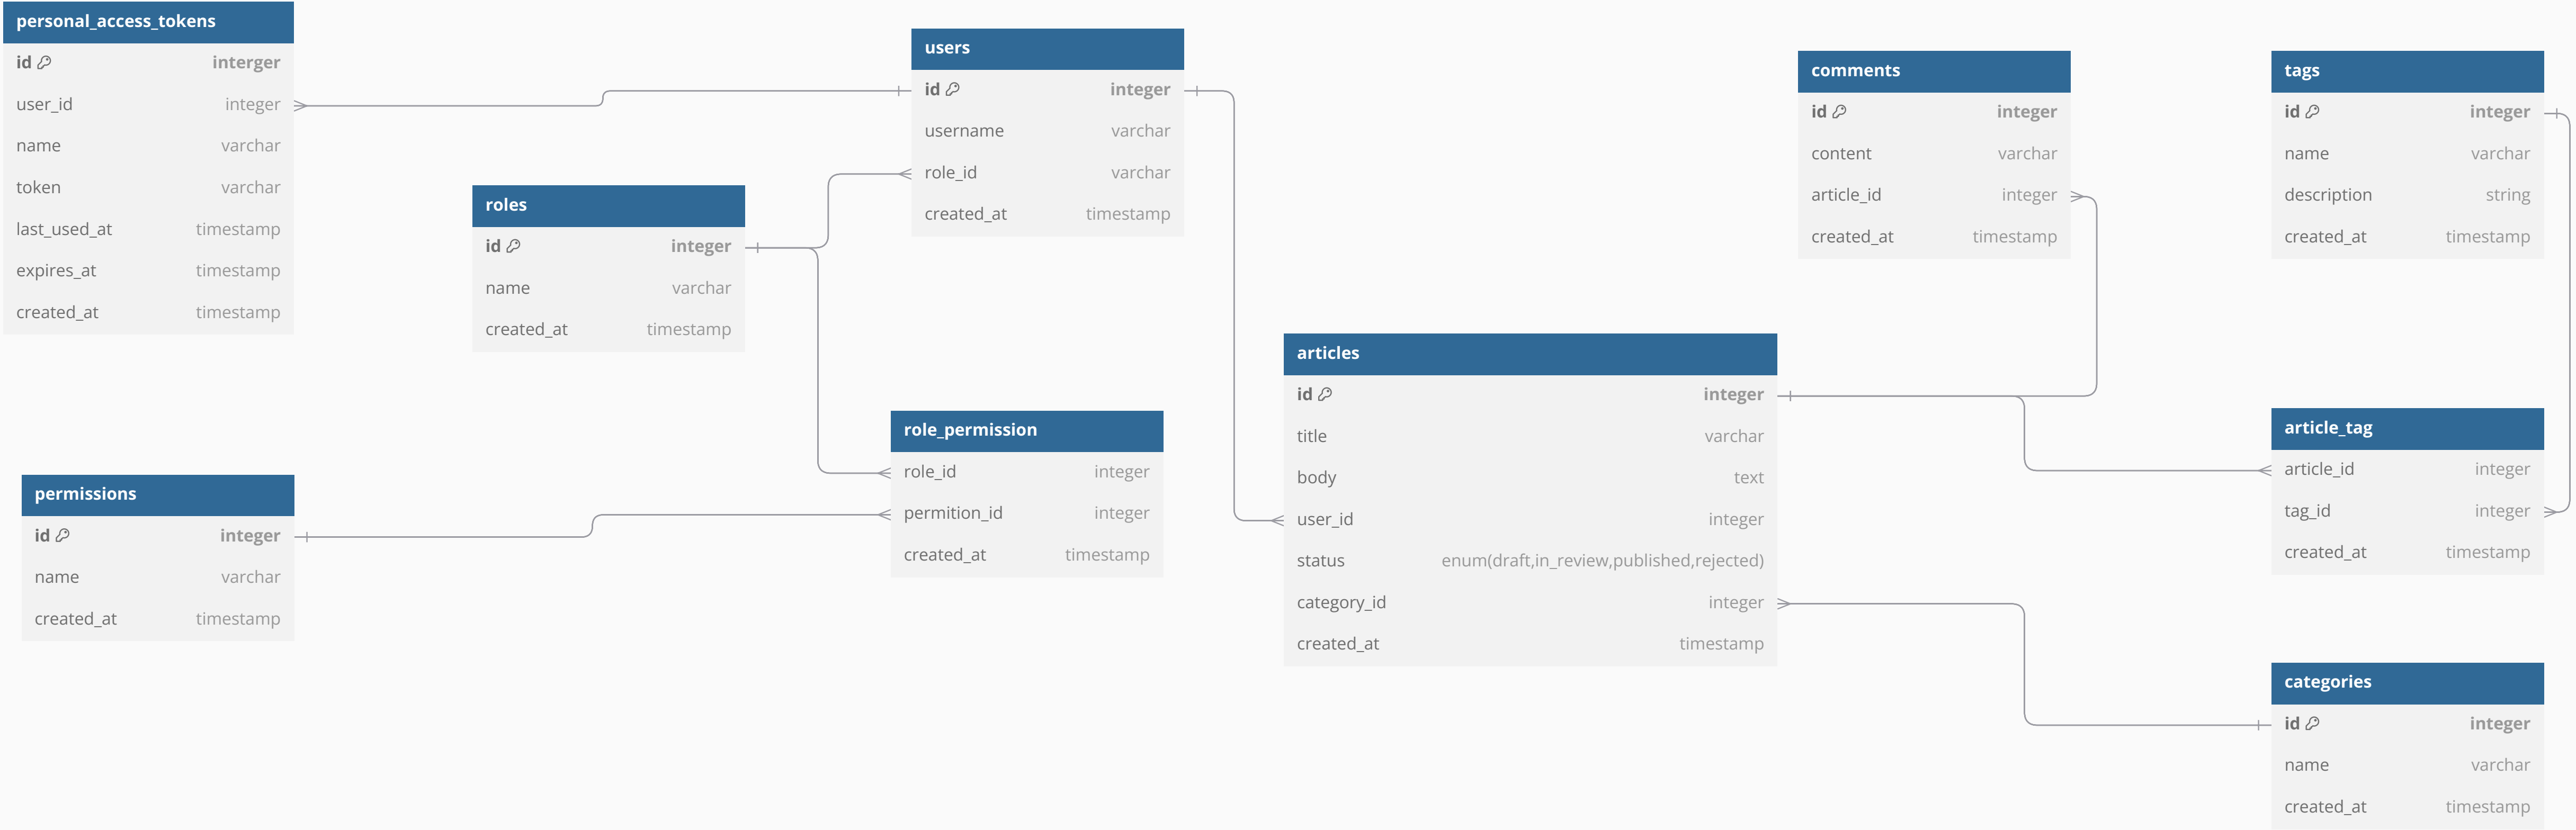 personal_access_tokens
id interger
user_id integer
name varchar
token varchar
last_used_at timestamp
expires_at timestamp
created_at timestamp
users
id integer
username varchar
role_id varchar
created_at timestamp
roles
id integer
name varchar
created_at timestamp
permissions
id integer
name varchar
created_at timestamp
role_permission
role_id integer
permition_id integer
created_at timestamp
articles
id integer
title varchar
body text
user_id integer
status enum(draft,in_review,published,rejected)
category_id integer
created_at timestamp
comments
id integer
content varchar
article_id integer
created_at timestamp
tags
id integer
name varchar
description string
created_at timestamp
article_tag
article_id integer
tag_id integer
created_at timestamp
categories
id integer
name varchar
created_at timestamp